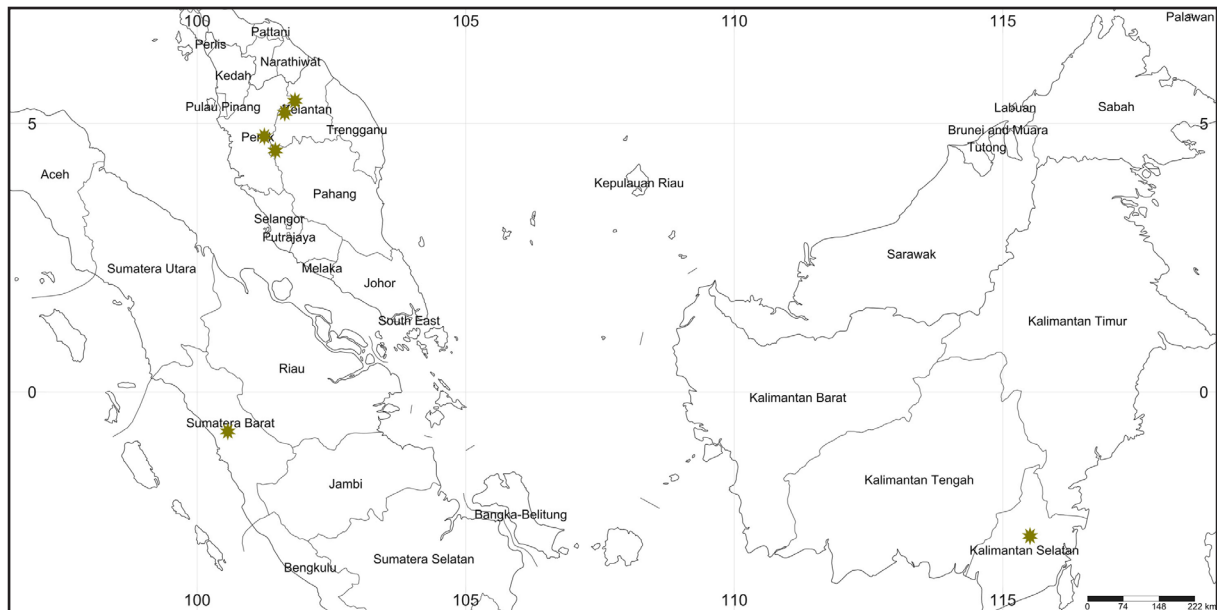 100
105
110
115
Palawan
Pattani
Perlis
Narathiwat
Kedah
Pulau Pinang
Kelantan
Labuan
Sabah
5
Trengganu
5
Perak
Brunei and Muara
Tutong
Aceh
Kepulauan Riau
Pahang
Selangor
Putrajaya
Sarawak
Sumatera Utara
Melaka
Johor
South East
Kalimantan Timur
Riau
0
0
Kalimantan Barat
Sumatera Barat
Jambi
Kalimantan Tengah
Bangka-Belitung
Kalimantan Selatan
Sumatera Selatan
Bengkulu
100
105
110
115
0 74 148 222 km